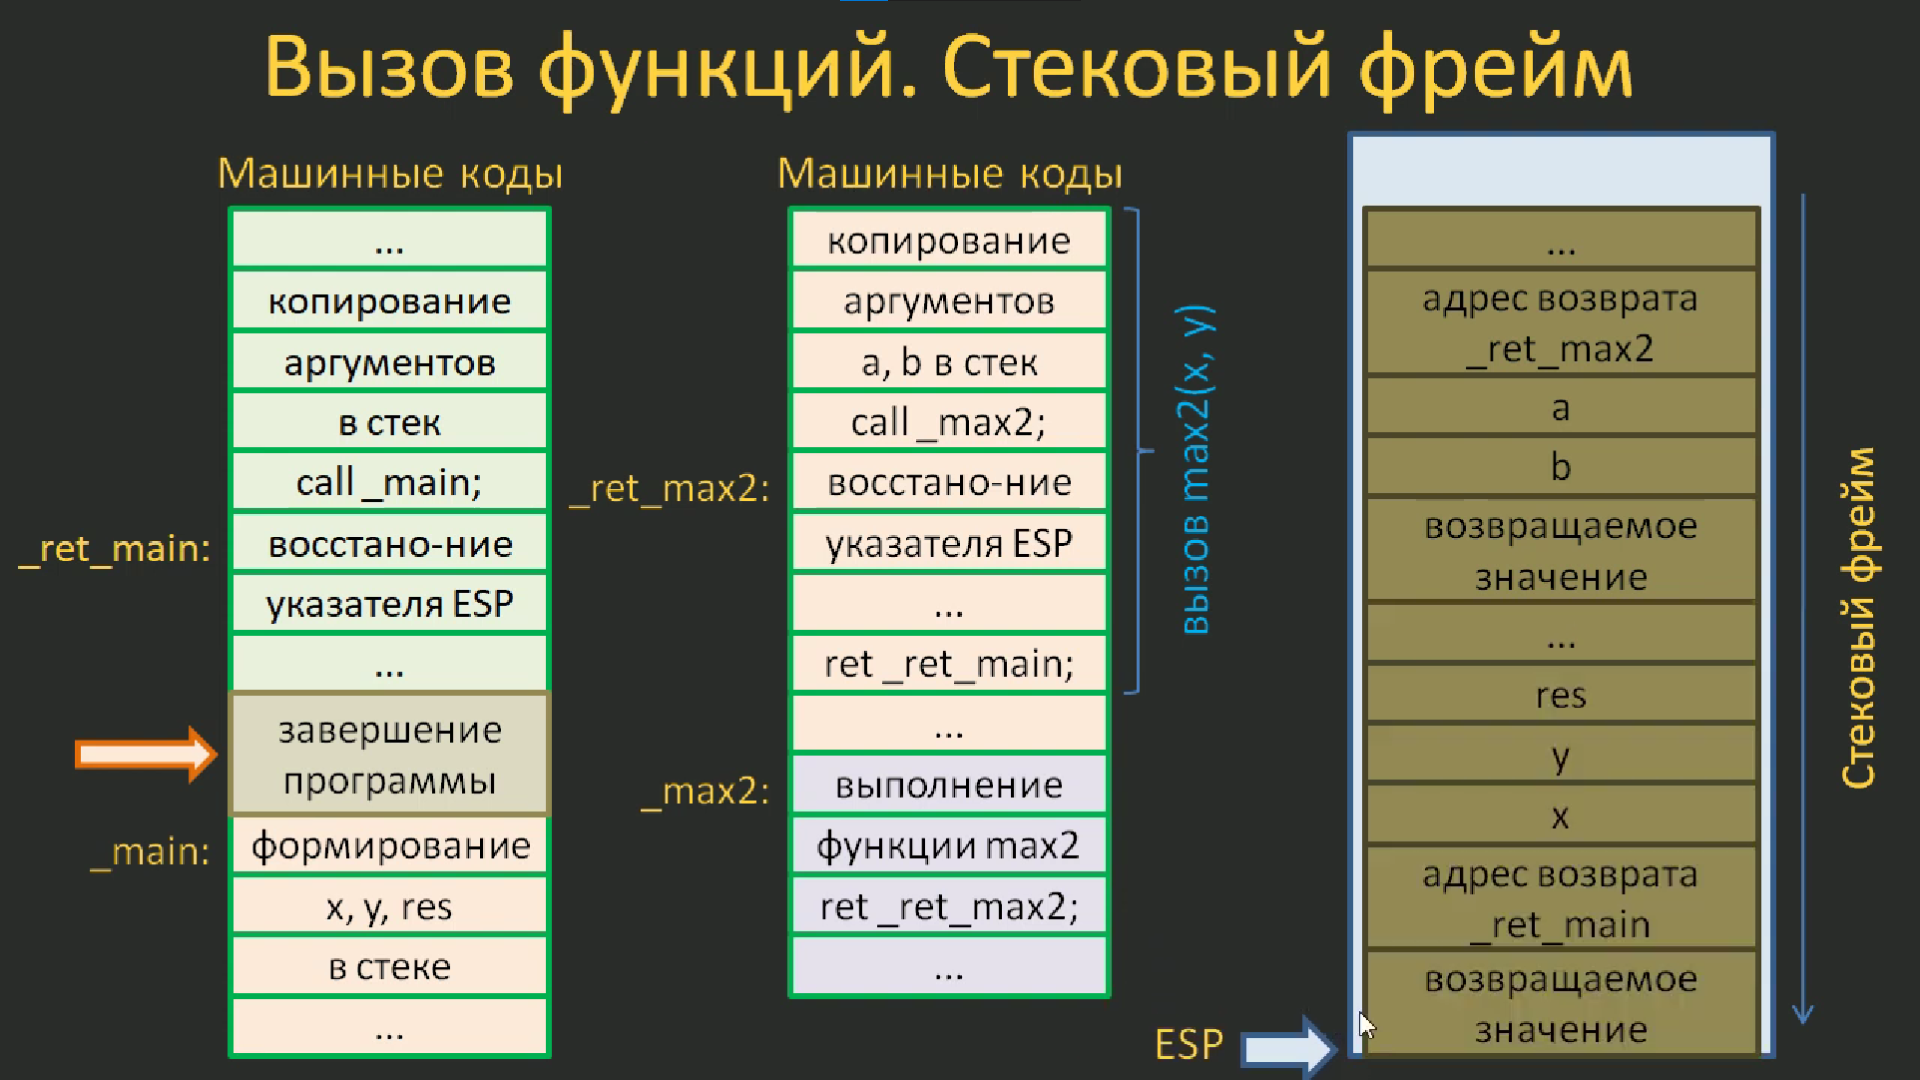 Вызов функций. Стековый фрейм
Машинные коды
...
копирование
аргументов
в стек
call _main;
_ret_main:
восстано-ние
указателя ESP
...
завершение
программы
_main:
формирование
x, y, res
в стеке
...
Машинные коды
копирование
аргументов
a, b в стек
call _max2;
_ret_max2:
восстано-ние
указателя ESP
...
ret _ret_main;
...
_max2:
выполнение
функции max2
ret _ret_max2;
...
вызов max2(x, y)
...
адрес возврата
_ret_max2
a
b
возвращаемое
значение
...
res
y
x
адрес возврата
_ret_main
возвращаемое
значение
ESP
Стековый фрейм